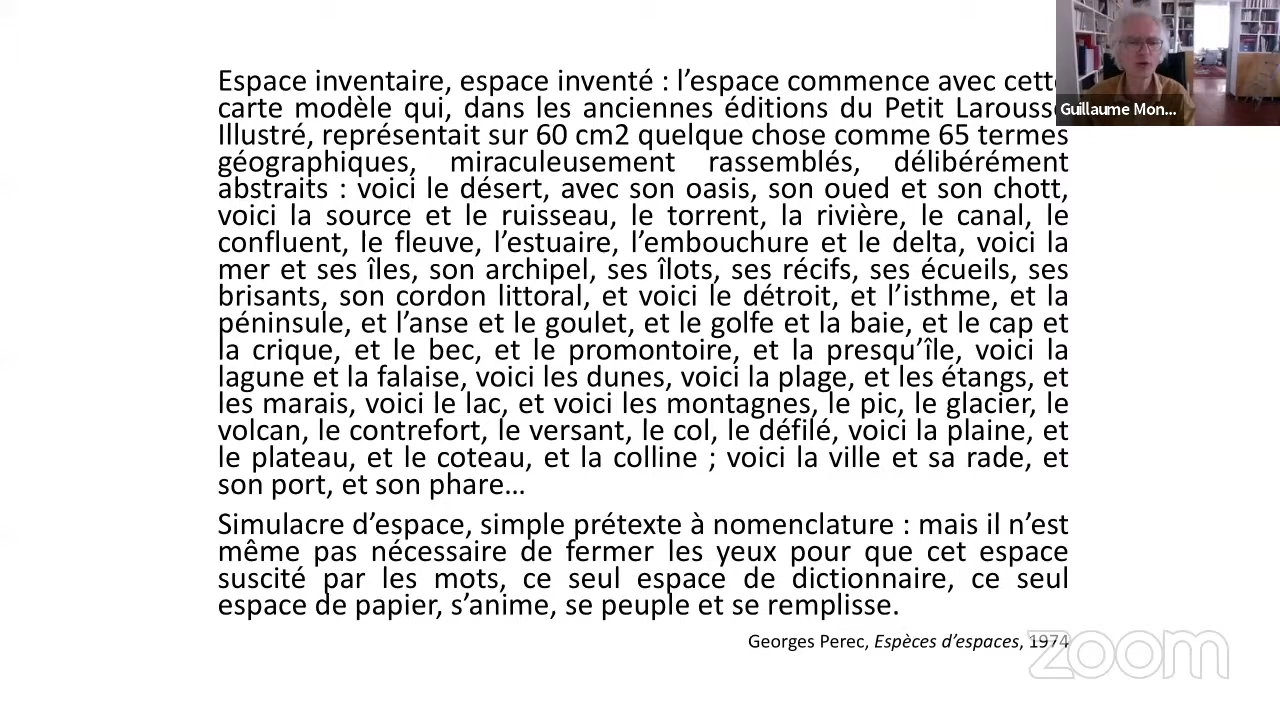 Espace inventaire, espace inventé : l’espace commence avec cette
carte modèle qui, dans les anciennes éditions du Petit Larousse
Illustré, représentait sur 60 cm2 quelque chose comme 65 termes
géographiques, miraculeusement rassemblés, délibérément
abstraits : voici le désert, avec son oasis, son oued et son chott,
voici la source et le ruisseau, le torrent, la rivière, le canal, le
confluent, le fleuve, l’estuaire, l’embouchure et le delta, voici la
mer et ses îles, son archipel, ses îlots, ses récifs, ses écueils, ses
brisants, son cordon littoral, et voici le détroit, et l’isthme, et la
péninsule, et l’anse et le goulet, et le golfe et la baie, et le cap et
la crique, et le bec, et le promontoire, et la presqu’île, voici la
lagune et la falaise, voici les dunes, voici la plage, et les étangs, et
les marais, voici le lac, et voici les montagnes, le pic, le glacier, le
volcan, le contrefort, le versant, le col, le défilé, voici la plaine, et
le plateau, et le coteau, et la colline ; voici la ville et sa rade, et
son port, et son phare…
Simulacre d’espace, simple prétexte à nomenclature : mais il n’est
même pas nécessaire de fermer les yeux pour que cet espace
suscité par les mots, ce seul espace de dictionnaire, ce seul
espace de papier, s’anime, se peuple et se remplisse.
Georges Perec, Espèces d’espaces, 1974
Guillaume Mon...
zoom